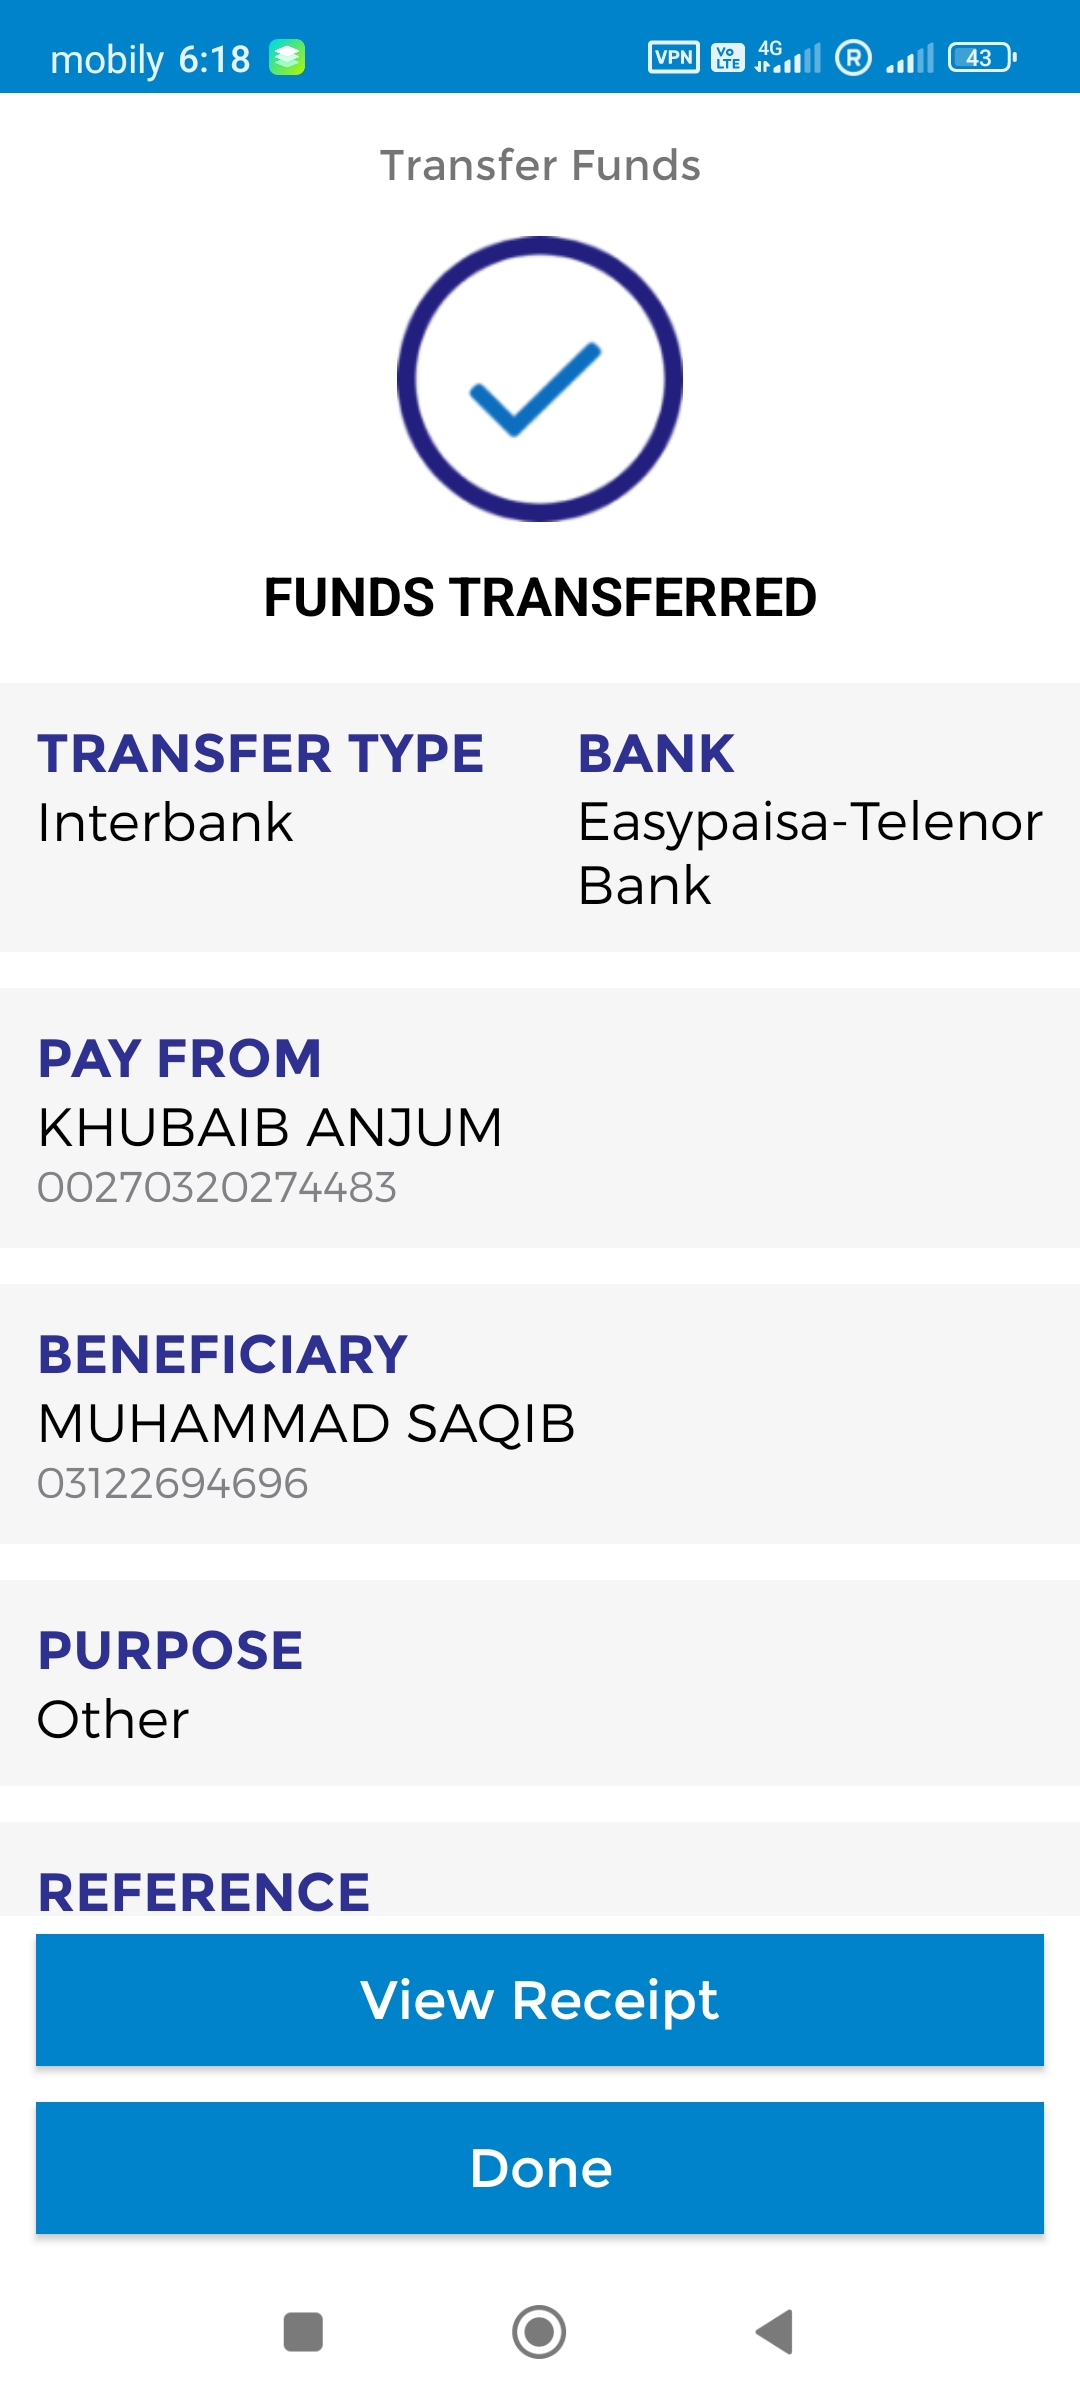 mobily 6:18 VPN Vo LTE 4G R 43
Transfer Funds
FUNDS TRANSFERRED
TRANSFER TYPE BANK
Interbank Easypaisa-Telenor
Bank
PAY FROM
KHUBAIB ANJUM
00270320274483
BENEFICIARY
MUHAMMAD SAQIB
03122694696
PURPOSE
Other
REFERENCE
View Receipt
Done